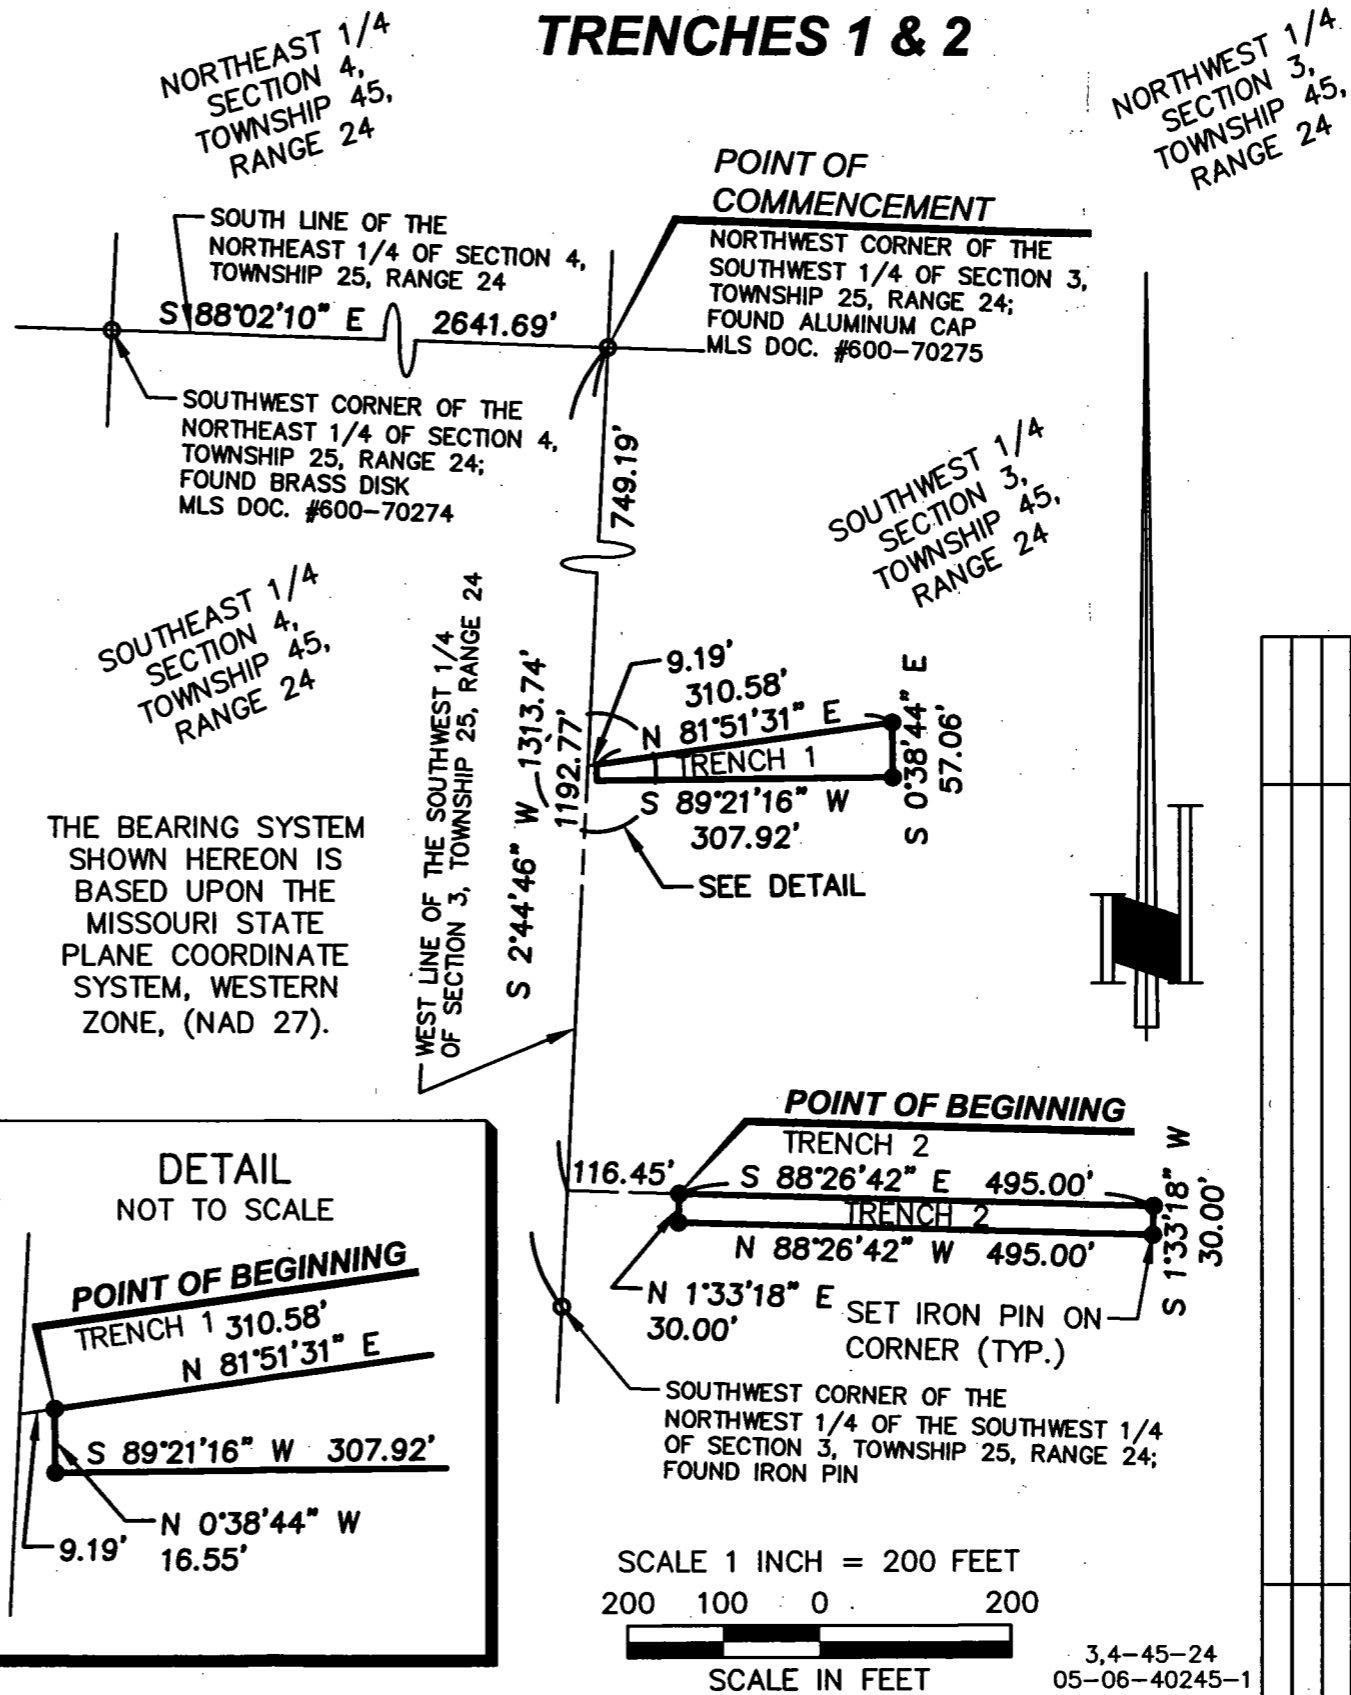 TRENCHES 1 & 2
NORTHEAST 1/4
SECTION 4,
TOWNSHIP 45,
RANGE 24
NORTHWEST 1/4
SECTION 3,
TOWNSHIP 45,
RANGE 24
POINT OF
COMMENCEMENT
NORTHWEST CORNER OF THE
SOUTHWEST 1/4 OF SECTION 3,
TOWNSHIP 25, RANGE 24;
FOUND ALUMINUM CAP
MLS DOC. #600-70275
SOUTH LINE OF THE
NORTHEAST 1/4 OF SECTION 4,
TOWNSHIP 25, RANGE 24
S 88°02'10" E 2641.69'
SOUTHWEST CORNER OF THE
NORTHEAST 1/4 OF SECTION 4,
TOWNSHIP 25, RANGE 24;
FOUND BRASS DISK
MLS DOC. #600-70274
749.19'
SOUTHWEST 1/4
SECTION 3,
TOWNSHIP 45,
RANGE 24
SOUTHEAST 1/4
SECTION 4,
TOWNSHIP 45,
RANGE 24
WEST LINE OF THE SOUTHWEST 1/4
OF SECTION 3, TOWNSHIP 25, RANGE 24
S 2°44'46" W 1313.74'
1192.77'
9.19'
310.58'
N 81°51'31" E
TRENCH 1
S 89°21'16" W
307.92'
S 0°38'44" E
57.06'
SEE DETAIL
THE BEARING SYSTEM
SHOWN HEREON IS
BASED UPON THE
MISSOURI STATE
PLANE COORDINATE
SYSTEM, WESTERN
ZONE, (NAD 27).
N
POINT OF BEGINNING
TRENCH 2
116.45'
S 88°26'42" E 495.00'
TRENCH 2
N 88°26'42" W 495.00'
S 1°33'18" W
30.00'
N 1°33'18" E
30.00'
SET IRON PIN ON
CORNER (TYP.)
SOUTHWEST CORNER OF THE
NORTHWEST 1/4 OF THE SOUTHWEST 1/4
OF SECTION 3, TOWNSHIP 25, RANGE 24;
FOUND IRON PIN
DETAIL
NOT TO SCALE
POINT OF BEGINNING
TRENCH 1
310.58'
N 81°51'31" E
S 89°21'16" W 307.92'
N 0°38'44" W
16.55'
9.19'
SCALE 1 INCH = 200 FEET
200 100 0 200
SCALE IN FEET
3,4-45-24
05-06-40245-1